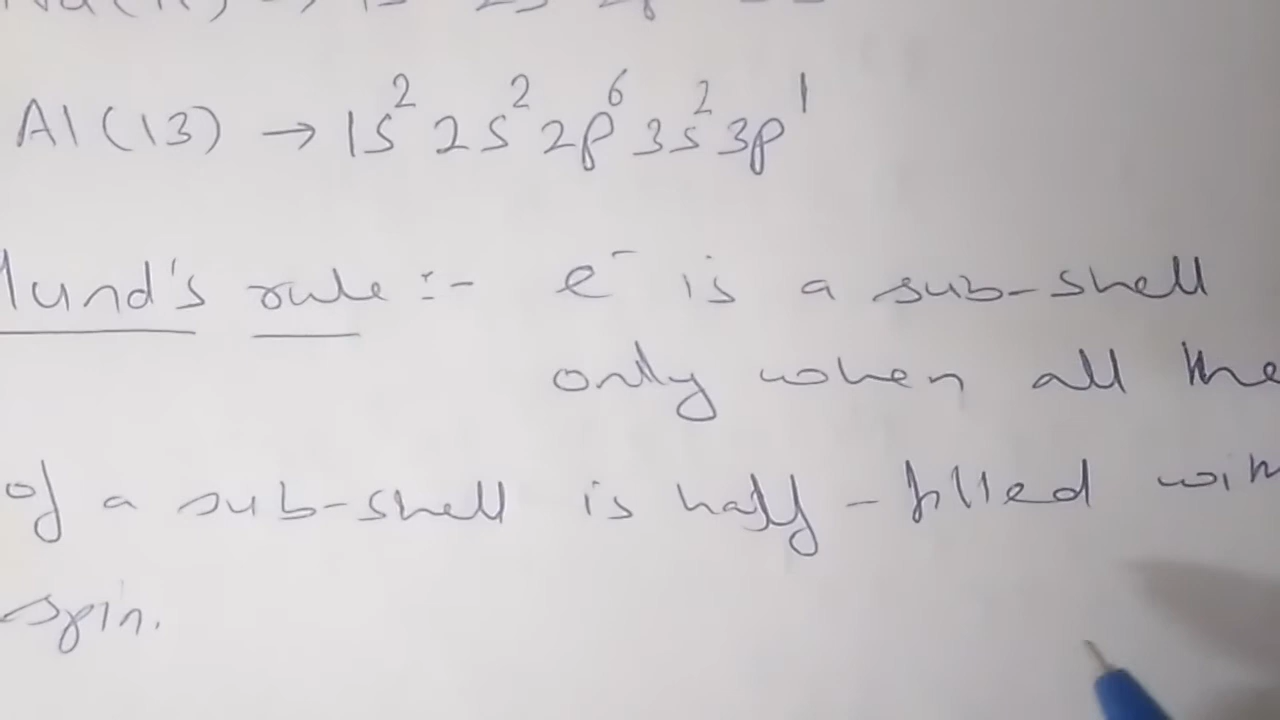 Al(13) → 1s² 2s² 2p⁶ 3s² 3p¹
Hund's rule :- e⁻ is a sub-shell
only when all the
of a sub-shell is half-filled with
spin.